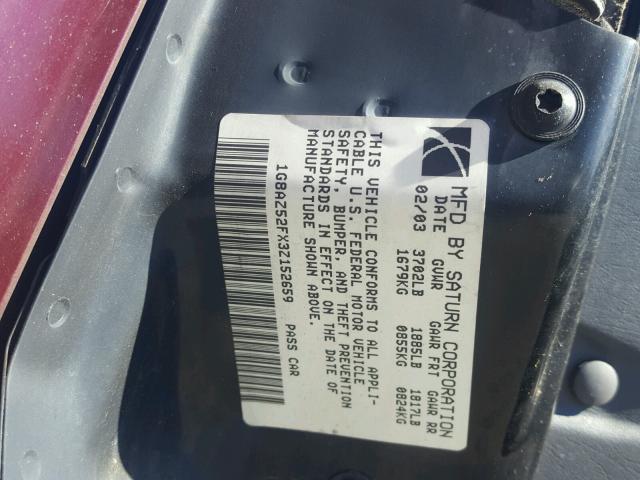 MFD BY SATURN CORPORATION
DATE GVWR GAWR FRT GAWR RR
02/03 3702LB 1885LB 1817LB
1679KG 0855KG 0824KG
THIS VEHICLE CONFORMS TO ALL APPLI-
CABLE U.S. FEDERAL MOTOR VEHICLE
SAFETY, BUMPER, AND THEFT PREVENTION
STANDARDS IN EFFECT ON THE DATE OF
MANUFACTURE SHOWN ABOVE.
1G8AZ52FX3Z152659 PASS CAR